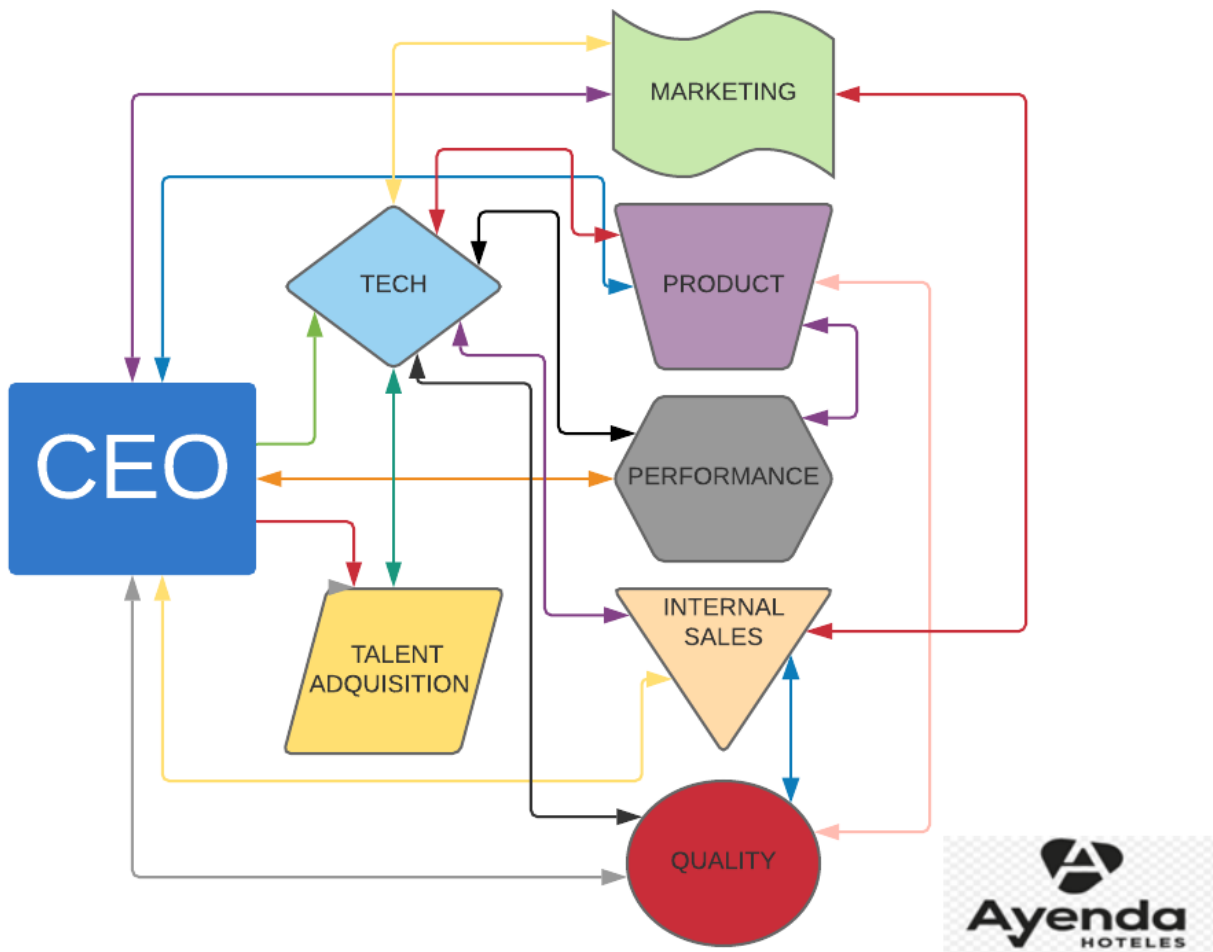 MARKETING
TECH
PRODUCT
CEO
PERFORMANCE
INTERNAL
SALES
TALENT
ADQUISITION
QUALITY
Ayenda
HOTELES